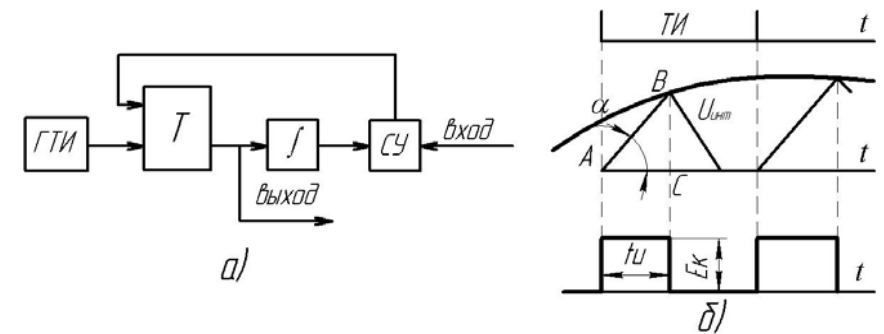 ГТИ
Т
∫
СУ
вход
выход
а)
ТИ
t
α
B
Uинт
A
C
t
tи
Eк
t
б)